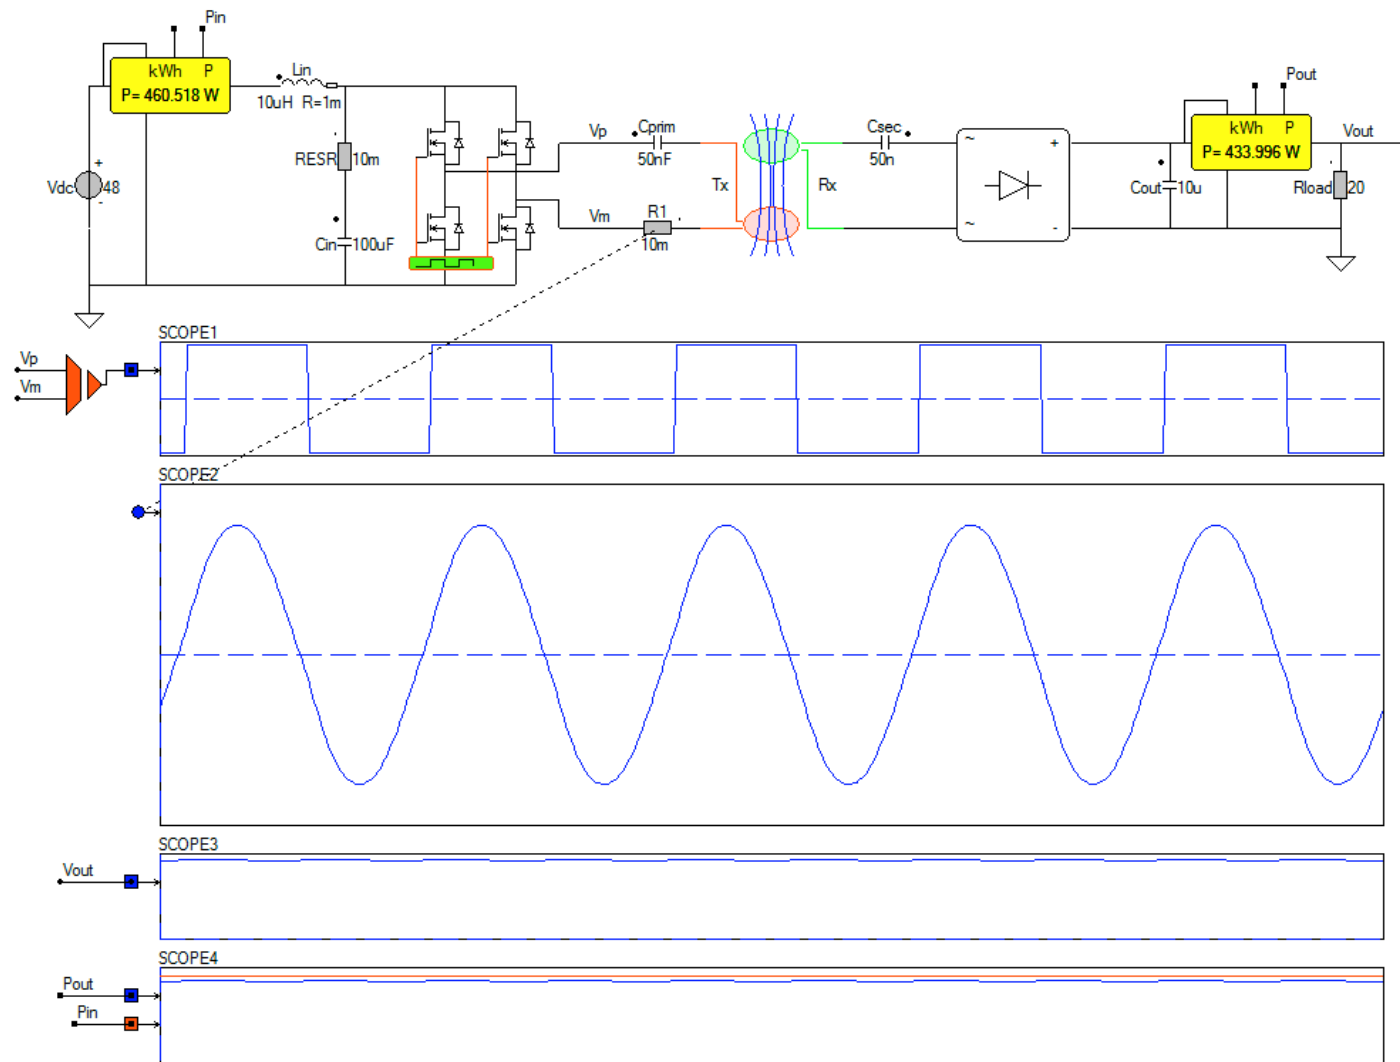 Pin
kWh P
P= 460.518 W
Lin
10uH R=1m
RESR 10m
Vdc 48
+
-
Cin 100uF
Vp
Cprim
50nF
Vm
R1
10m
Tx
Rx
Csec
50n
~
+
~
-
Pout
kWh P
P= 433.996 W
Vout
Cout 10u
Rload 20
SCOPE1
Vp
Vm
SCOPE2
SCOPE3
Vout
SCOPE4
Pout
Pin